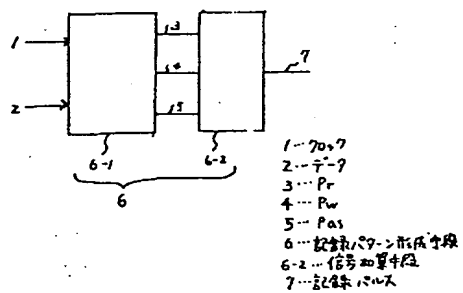 1
2
3
4
5
7
6-1
6-2
6
1…クロック
2…データ
3…Pr
4…Pw
5…Pas
6…記録パターン形成手段
6-2…信号加算手段
7…記録パルス